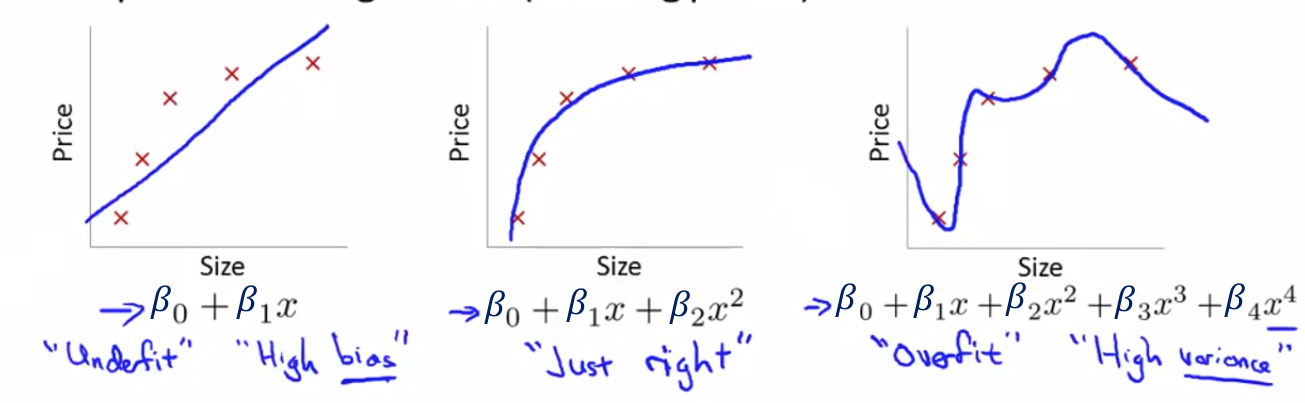 Price
Size
→ β₀ + β₁x
"Underfit" "High bias"
Price
Size
→ β₀ + β₁x + β₂x²
"Just right"
Price
Size
→ β₀ + β₁x + β₂x² + β₃x³ + β₄x⁴
"Overfit" "High variance"